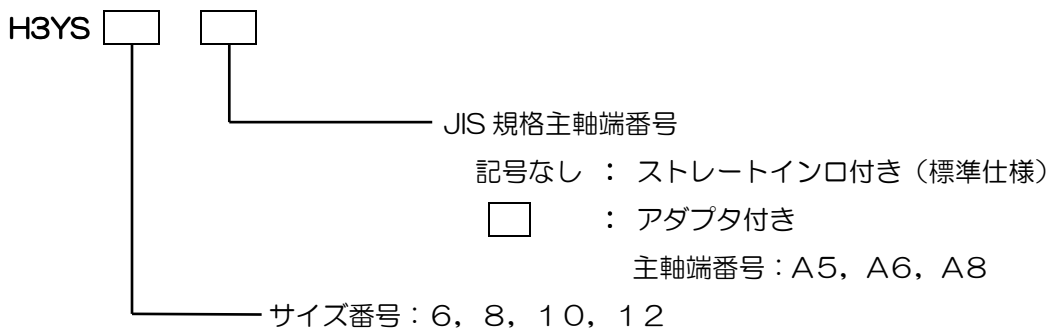 H3YS □ □
JIS 規格主軸端番号
記号なし : ストレートインロ付き（標準仕様）
□ : アダプタ付き
主軸端番号：Ａ５，Ａ６，Ａ８
サイズ番号：６，８，１０，１２